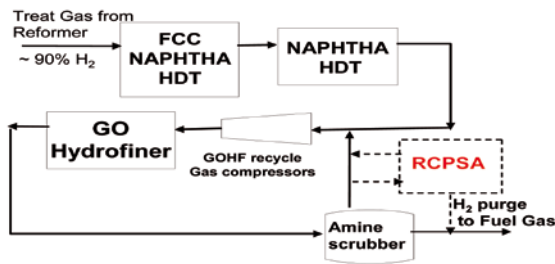 Treat Gas from
Reformer
~ 90% H₂
FCC
NAPHTHA
HDT
NAPHTHA
HDT
GO
Hydrofiner
GOHF recycle
Gas compressors
RCPSA
H₂ purge
to Fuel Gas
Amine
scrubber